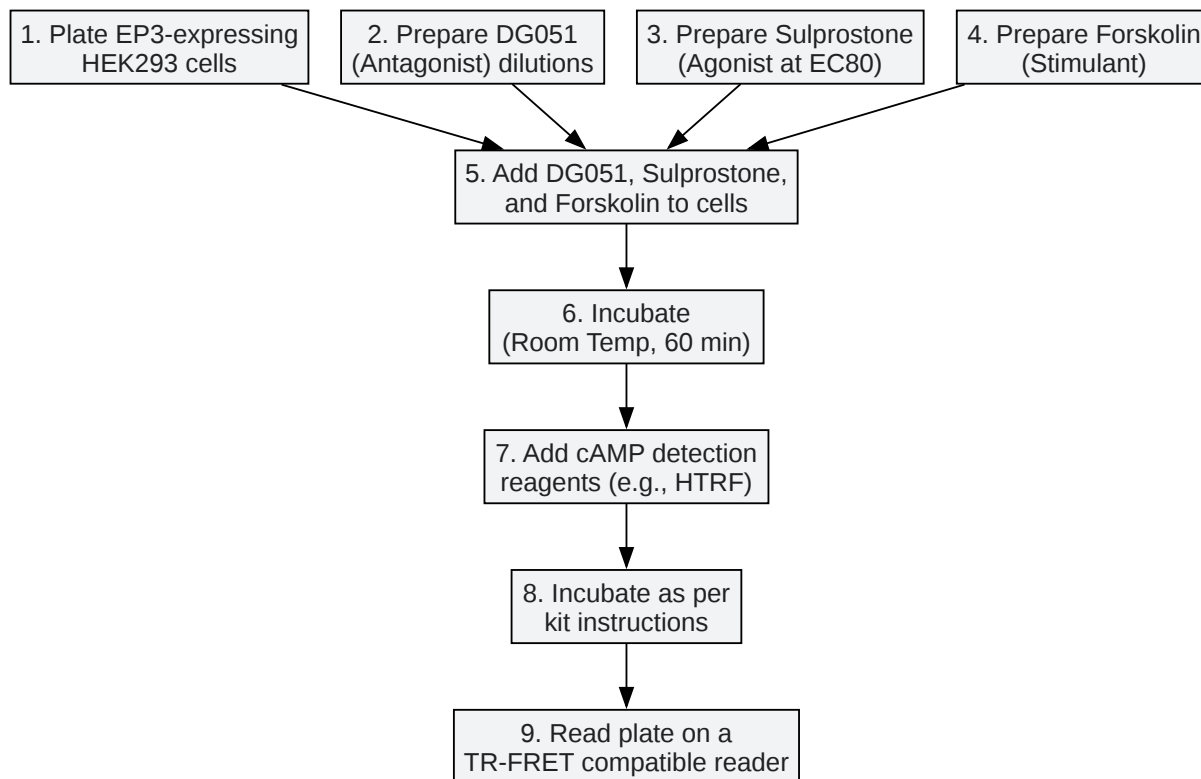 1. Plate EP3-expressing
HEK293 cells
2. Prepare DG051
(Antagonist) dilutions
3. Prepare Sulprostone
(Agonist at EC80)
4. Prepare Forskolin
(Stimulant)
5. Add DG051, Sulprostone,
and Forskolin to cells
6. Incubate
(Room Temp, 60 min)
7. Add cAMP detection
reagents (e.g., HTRF)
8. Incubate as per
kit instructions
9. Read plate on a
TR-FRET compatible reader